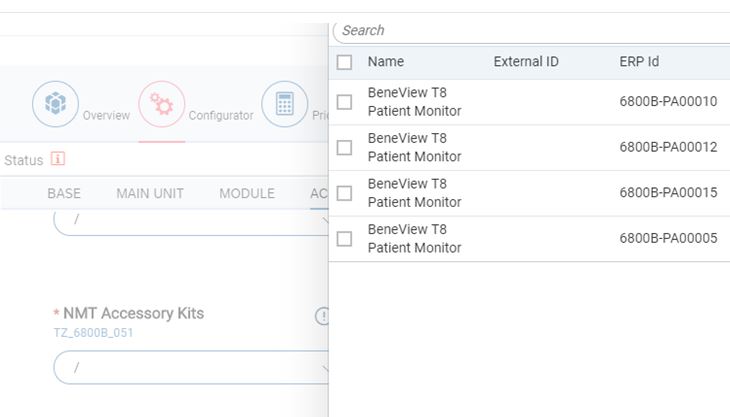 Search
Name External ID ERP Id
BeneView T8
Patient Monitor
6800B-PA00010
BeneView T8
Patient Monitor
6800B-PA00012
BeneView T8
Patient Monitor
6800B-PA00015
BeneView T8
Patient Monitor
6800B-PA00005
Overview
Configurator
Pric
Status
BASE MAIN UNIT MODULE AC
/
* NMT Accessory Kits
TZ_6800B_051
/